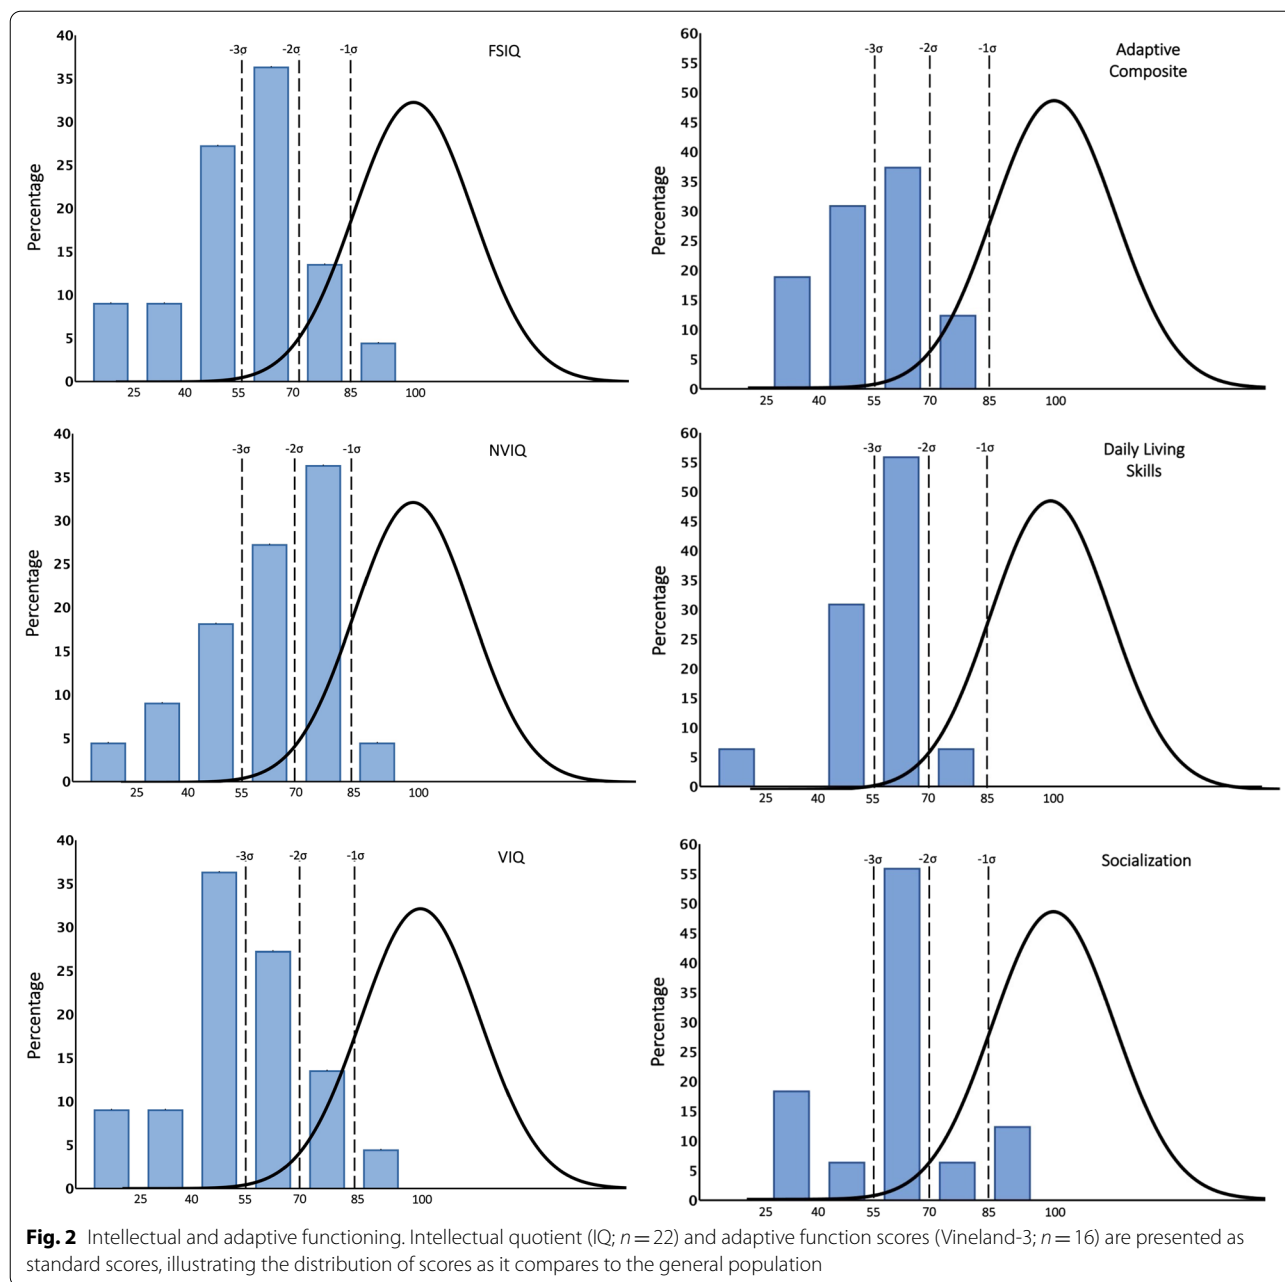 FSIQ
-3σ -2σ -1σ
Percentage
40
35
30
25
20
15
10
5
0
25 40 55 70 85 100
Adaptive
Composite
-3σ -2σ -1σ
Percentage
60
55
50
45
40
35
30
25
20
15
10
5
0
25 40 55 70 85 100
NVIQ
-3σ -2σ -1σ
Percentage
40
35
30
25
20
15
10
5
0
25 40 55 70 85 100
Daily Living
Skills
-3σ -2σ -1σ
Percentage
60
55
50
45
40
35
30
25
20
15
10
5
0
25 40 55 70 85 100
VIQ
-3σ -2σ -1σ
Percentage
40
35
30
25
20
15
10
5
0
25 40 55 70 85 100
Socialization
-3σ -2σ -1σ
Percentage
60
55
50
45
40
35
30
25
20
15
10
5
0
Fig. 2 Intellectual and adaptive functioning. Intellectual quotient (IQ; n = 22) and adaptive function scores (Vineland-3; n = 16) are presented as
standard scores, illustrating the distribution of scores as it compares to the general population